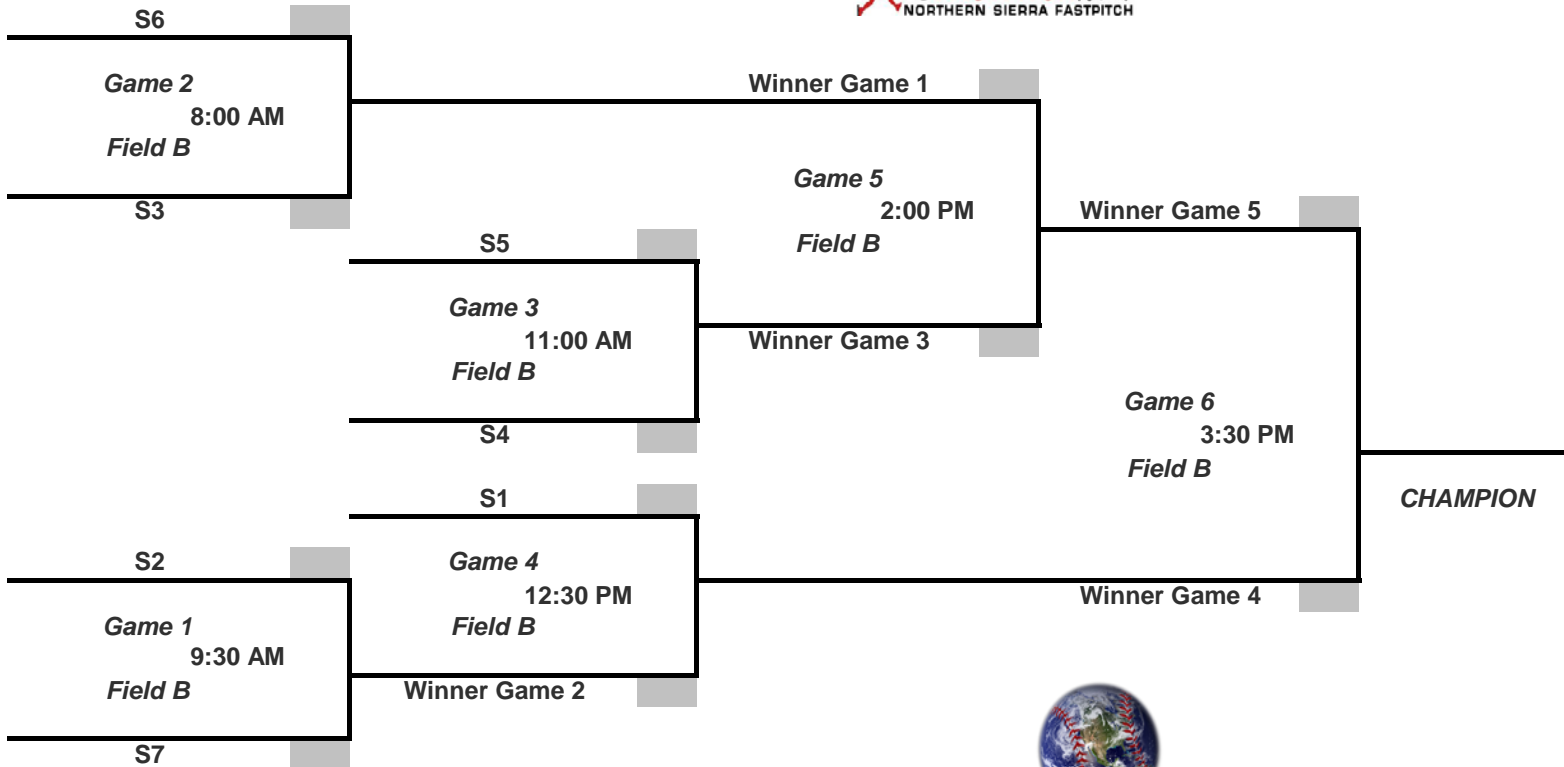 NORTHERN SIERRA FASTPITCH
S6
Game 2
8:00 AM
Field B
S3
Winner Game 1
Game 5
2:00 PM
Field B
Winner Game 5
S5
Game 3
11:00 AM
Field B
Winner Game 3
S4
Game 6
3:30 PM
Field B
CHAMPION
S1
Game 4
12:30 PM
Field B
Winner Game 4
S2
Game 1
9:30 AM
Field B
Winner Game 2
S7